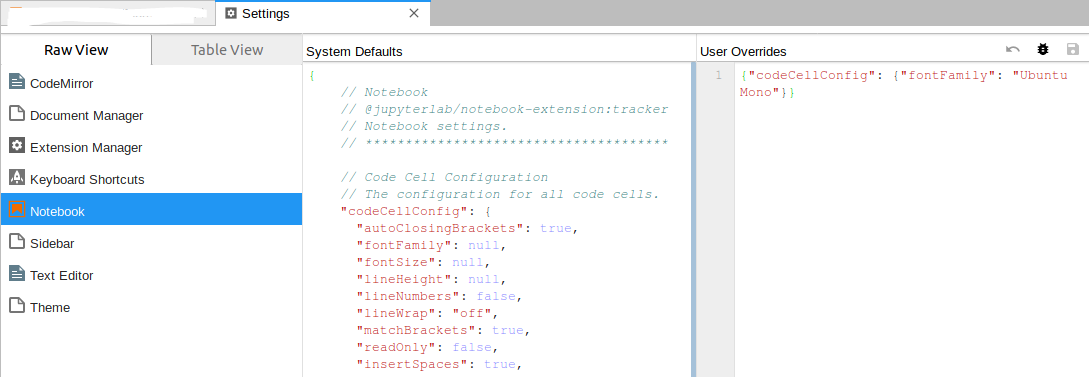 Settings
Raw View
Table View
CodeMirror
Document Manager
Extension Manager
Keyboard Shortcuts
Notebook
Sidebar
Text Editor
Theme
System Defaults
{
// Notebook
// @jupyterlab/notebook-extension:tracker
// Notebook settings.
// **************************************
// Code Cell Configuration
// The configuration for all code cells.
"codeCellConfig": {
"autoClosingBrackets": true,
"fontFamily": null,
"fontSize": null,
"lineHeight": null,
"lineNumbers": false,
"lineWrap": "off",
"matchBrackets": true,
"readOnly": false,
"insertSpaces": true,
User Overrides
1 {"codeCellConfig": {"fontFamily": "Ubuntu
Mono"}}